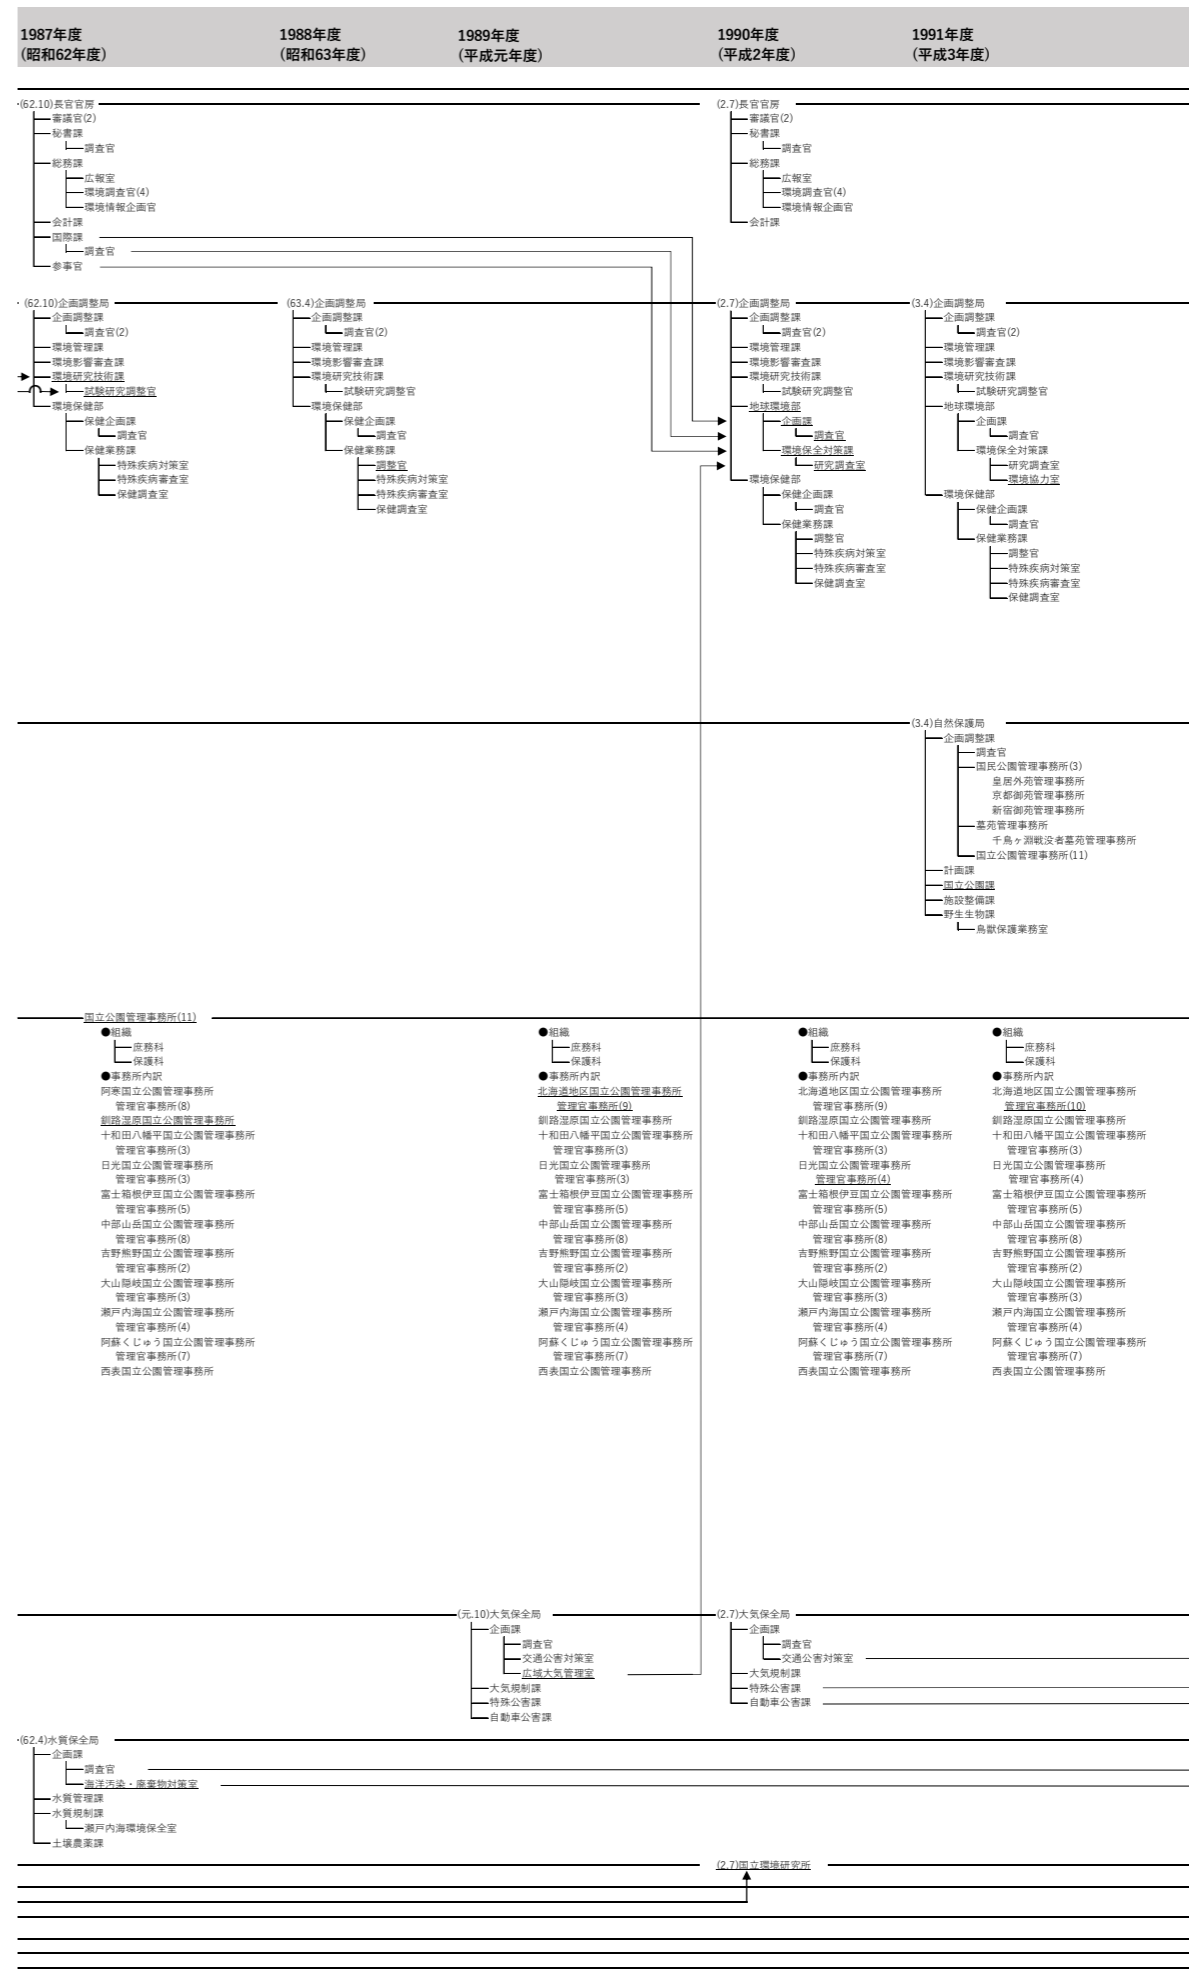 1987年度
(昭和62年度)
1988年度
(昭和63年度)
1989年度
(平成元年度)
1990年度
(平成2年度)
1991年度
(平成3年度)
(62.10)長官官房
審議官(2)
秘書課
調査官
総務課
広報室
環境調査官(4)
環境情報企画官
会計課
国際課
調査官
参事官
(2.7)長官官房
審議官(2)
秘書課
調査官
総務課
広報室
環境調査官(4)
環境情報企画官
会計課
(62.10)企画調整局
企画調整課
調査官(2)
環境管理課
環境影響審査課
環境研究技術課
試験研究調整官
環境保健部
保健企画課
調査官
保健業務課
特殊疾病対策室
特殊疾病審査室
保健調査室
(63.4)企画調整局
企画調整課
調査官(2)
環境管理課
環境影響審査課
環境研究技術課
試験研究調整官
環境保健部
保健企画課
調査官
保健業務課
調整官
特殊疾病対策室
特殊疾病審査室
保健調査室
(2.7)企画調整局
企画調整課
調査官(2)
環境管理課
環境影響審査課
環境研究技術課
試験研究調整官
地球環境部
企画課
調査官
環境保全対策課
研究調査室
環境保健部
保健企画課
調査官
保健業務課
調整官
特殊疾病対策室
特殊疾病審査室
保健調査室
(3.4)企画調整局
企画調整課
調査官(2)
環境管理課
環境影響審査課
環境研究技術課
試験研究調整官
地球環境部
企画課
調査官
環境保全対策課
研究調査室
環境協力室
環境保健部
保健企画課
調査官
保健業務課
調整官
特殊疾病対策室
特殊疾病審査室
保健調査室
(3.4)自然保護局
企画調整課
調査官
国民公園管理事務所(3)
皇居外苑管理事務所
京都御苑管理事務所
新宿御苑管理事務所
墓苑管理事務所
千鳥ヶ淵戦没者墓苑管理事務所
国立公園管理事務所(11)
計画課
国立公園課
施設整備課
野生生物課
鳥獣保護業務室
国立公園管理事務所(11)
●組織
庶務科
保護科
●事務所内訳
阿寒国立公園管理事務所
管理官事務所(8)
釧路湿原国立公園管理事務所
十和田八幡平国立公園管理事務所
管理官事務所(3)
日光国立公園管理事務所
管理官事務所(3)
富士箱根伊豆国立公園管理事務所
管理官事務所(5)
中部山岳国立公園管理事務所
管理官事務所(8)
吉野熊野国立公園管理事務所
管理官事務所(2)
大山隠岐国立公園管理事務所
管理官事務所(3)
瀬戸内海国立公園管理事務所
管理官事務所(4)
阿蘇くじゅう国立公園管理事務所
管理官事務所(7)
西表国立公園管理事務所
●組織
庶務科
保護科
●事務所内訳
北海道地区国立公園管理事務所
管理官事務所(9)
釧路湿原国立公園管理事務所
十和田八幡平国立公園管理事務所
管理官事務所(3)
日光国立公園管理事務所
管理官事務所(3)
富士箱根伊豆国立公園管理事務所
管理官事務所(5)
中部山岳国立公園管理事務所
管理官事務所(8)
吉野熊野国立公園管理事務所
管理官事務所(2)
大山隠岐国立公園管理事務所
管理官事務所(3)
瀬戸内海国立公園管理事務所
管理官事務所(4)
阿蘇くじゅう国立公園管理事務所
管理官事務所(7)
西表国立公園管理事務所
●組織
庶務科
保護科
●事務所内訳
北海道地区国立公園管理事務所
管理官事務所(9)
釧路湿原国立公園管理事務所
十和田八幡平国立公園管理事務所
管理官事務所(3)
日光国立公園管理事務所
管理官事務所(4)
富士箱根伊豆国立公園管理事務所
管理官事務所(5)
中部山岳国立公園管理事務所
管理官事務所(8)
吉野熊野国立公園管理事務所
管理官事務所(2)
大山隠岐国立公園管理事務所
管理官事務所(3)
瀬戸内海国立公園管理事務所
管理官事務所(4)
阿蘇くじゅう国立公園管理事務所
管理官事務所(7)
西表国立公園管理事務所
●組織
庶務科
保護科
●事務所内訳
北海道地区国立公園管理事務所
管理官事務所(10)
釧路湿原国立公園管理事務所
十和田八幡平国立公園管理事務所
管理官事務所(3)
日光国立公園管理事務所
管理官事務所(4)
富士箱根伊豆国立公園管理事務所
管理官事務所(5)
中部山岳国立公園管理事務所
管理官事務所(8)
吉野熊野国立公園管理事務所
管理官事務所(2)
大山隠岐国立公園管理事務所
管理官事務所(3)
瀬戸内海国立公園管理事務所
管理官事務所(4)
阿蘇くじゅう国立公園管理事務所
管理官事務所(7)
西表国立公園管理事務所
(元.10)大気保全局
企画課
調査官
交通公害対策室
広域大気管理室
大気規制課
特殊公害課
自動車公害課
(2.7)大気保全局
企画課
調査官
交通公害対策室
大気規制課
特殊公害課
自動車公害課
(62.4)水質保全局
企画課
調査官
海洋汚染・廃棄物対策室
水質管理課
水質規制課
瀬戸内海環境保全室
土壌農薬課
(2.7)国立環境研究所